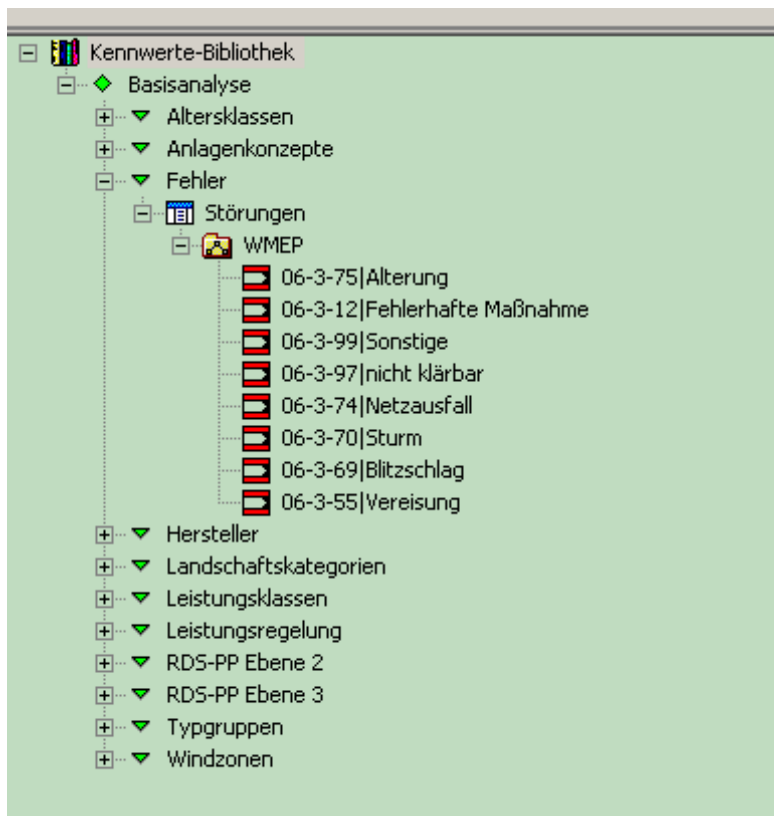 Kennwerte-Bibliothek
Basisanalyse
Altersklassen
Anlagenkonzepte
Fehler
Störungen
WMEP
06-3-75|Alterung
06-3-12|Fehlerhafte Maßnahme
06-3-99|Sonstige
06-3-97|nicht klärbar
06-3-74|Netzausfall
06-3-70|Sturm
06-3-69|Blitzschlag
06-3-55|Vereisung
Hersteller
Landschaftskategorien
Leistungsklassen
Leistungsregelung
RDS-PP Ebene 2
RDS-PP Ebene 3
Typgruppen
Windzonen